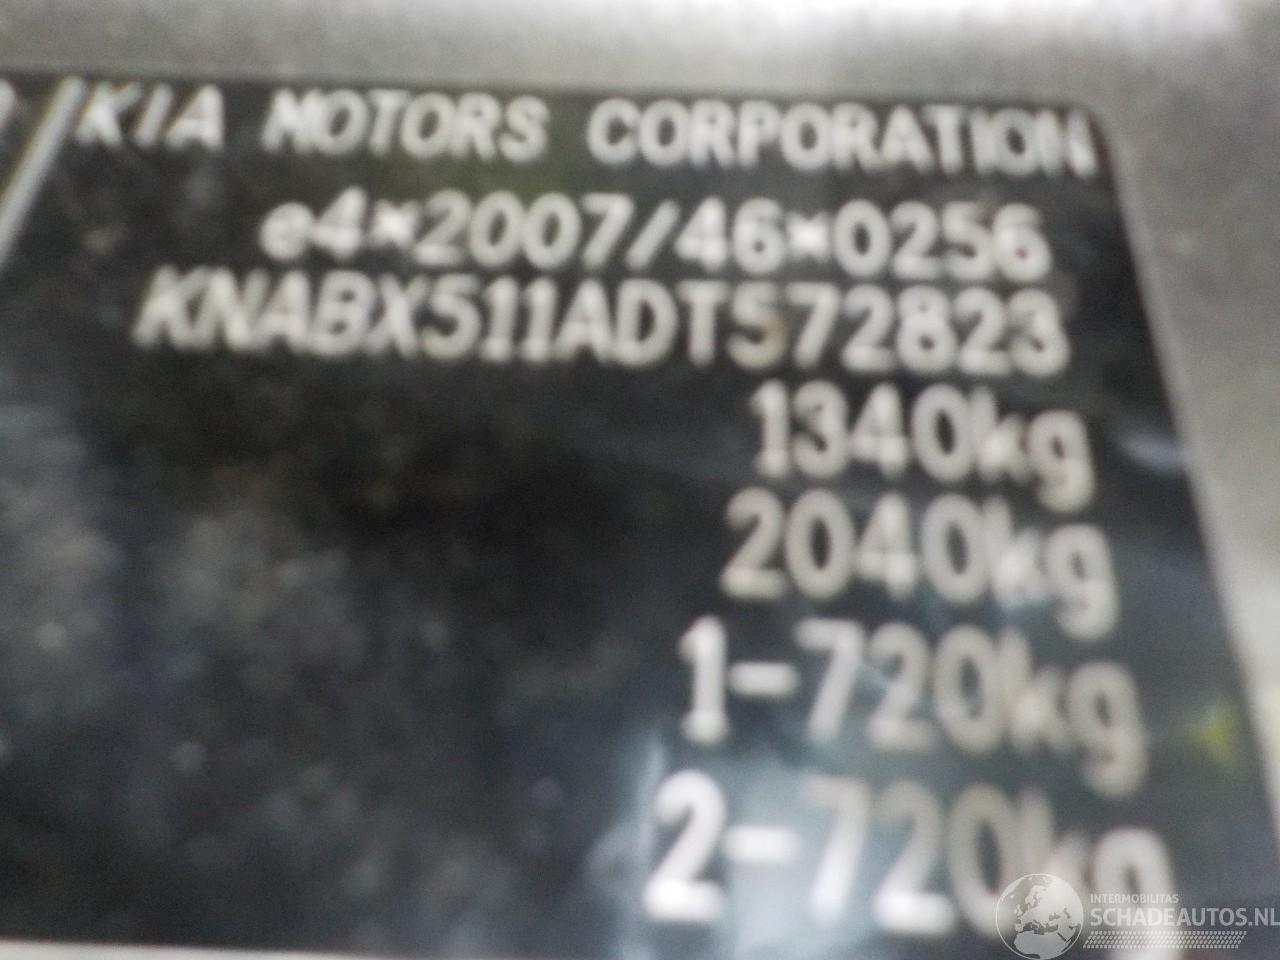 KIA MOTORS CORPORATION
e4*2007/46*0256
KNABX511ADT572823
1340kg
2040kg
1-720kg
2-720kg
INTERMOBILITAS
SCHADEAUTOS.NL